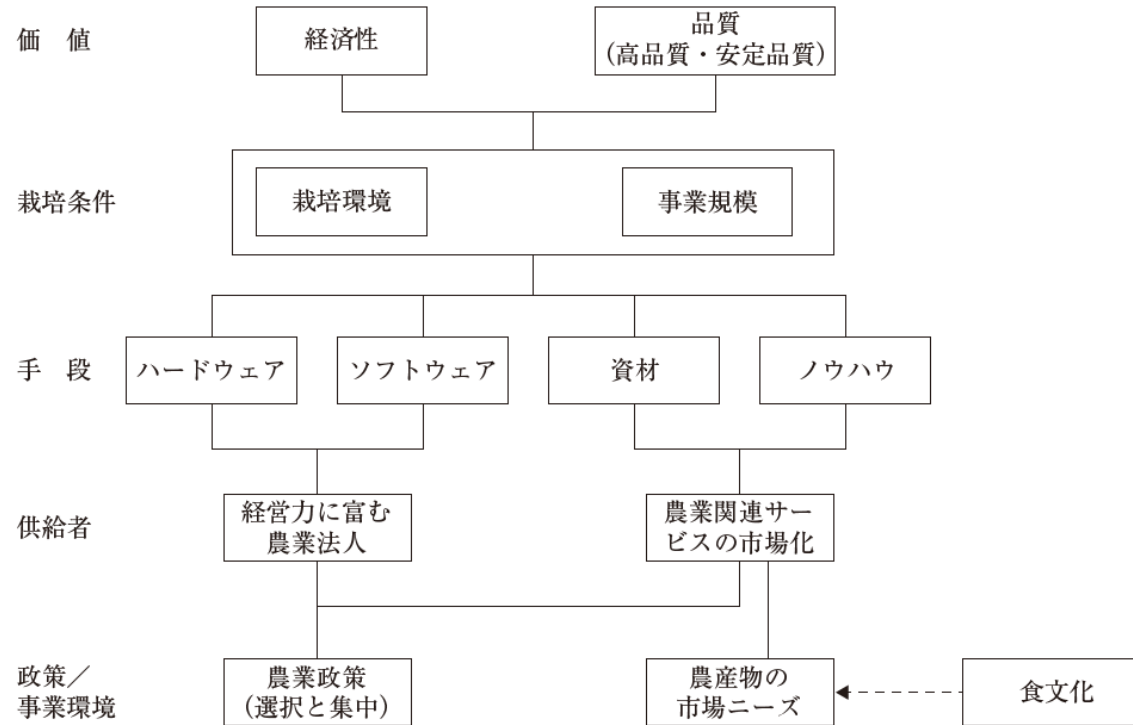 価　値
経済性
品質
（高品質・安定品質）
栽培条件
栽培環境
事業規模
手　段
ハードウェア
ソフトウェア
資材
ノウハウ
供給者
経営力に富む
農業法人
農業関連サー
ビスの市場化
政策／
事業環境
農業政策
（選択と集中）
農産物の
市場ニーズ
食文化